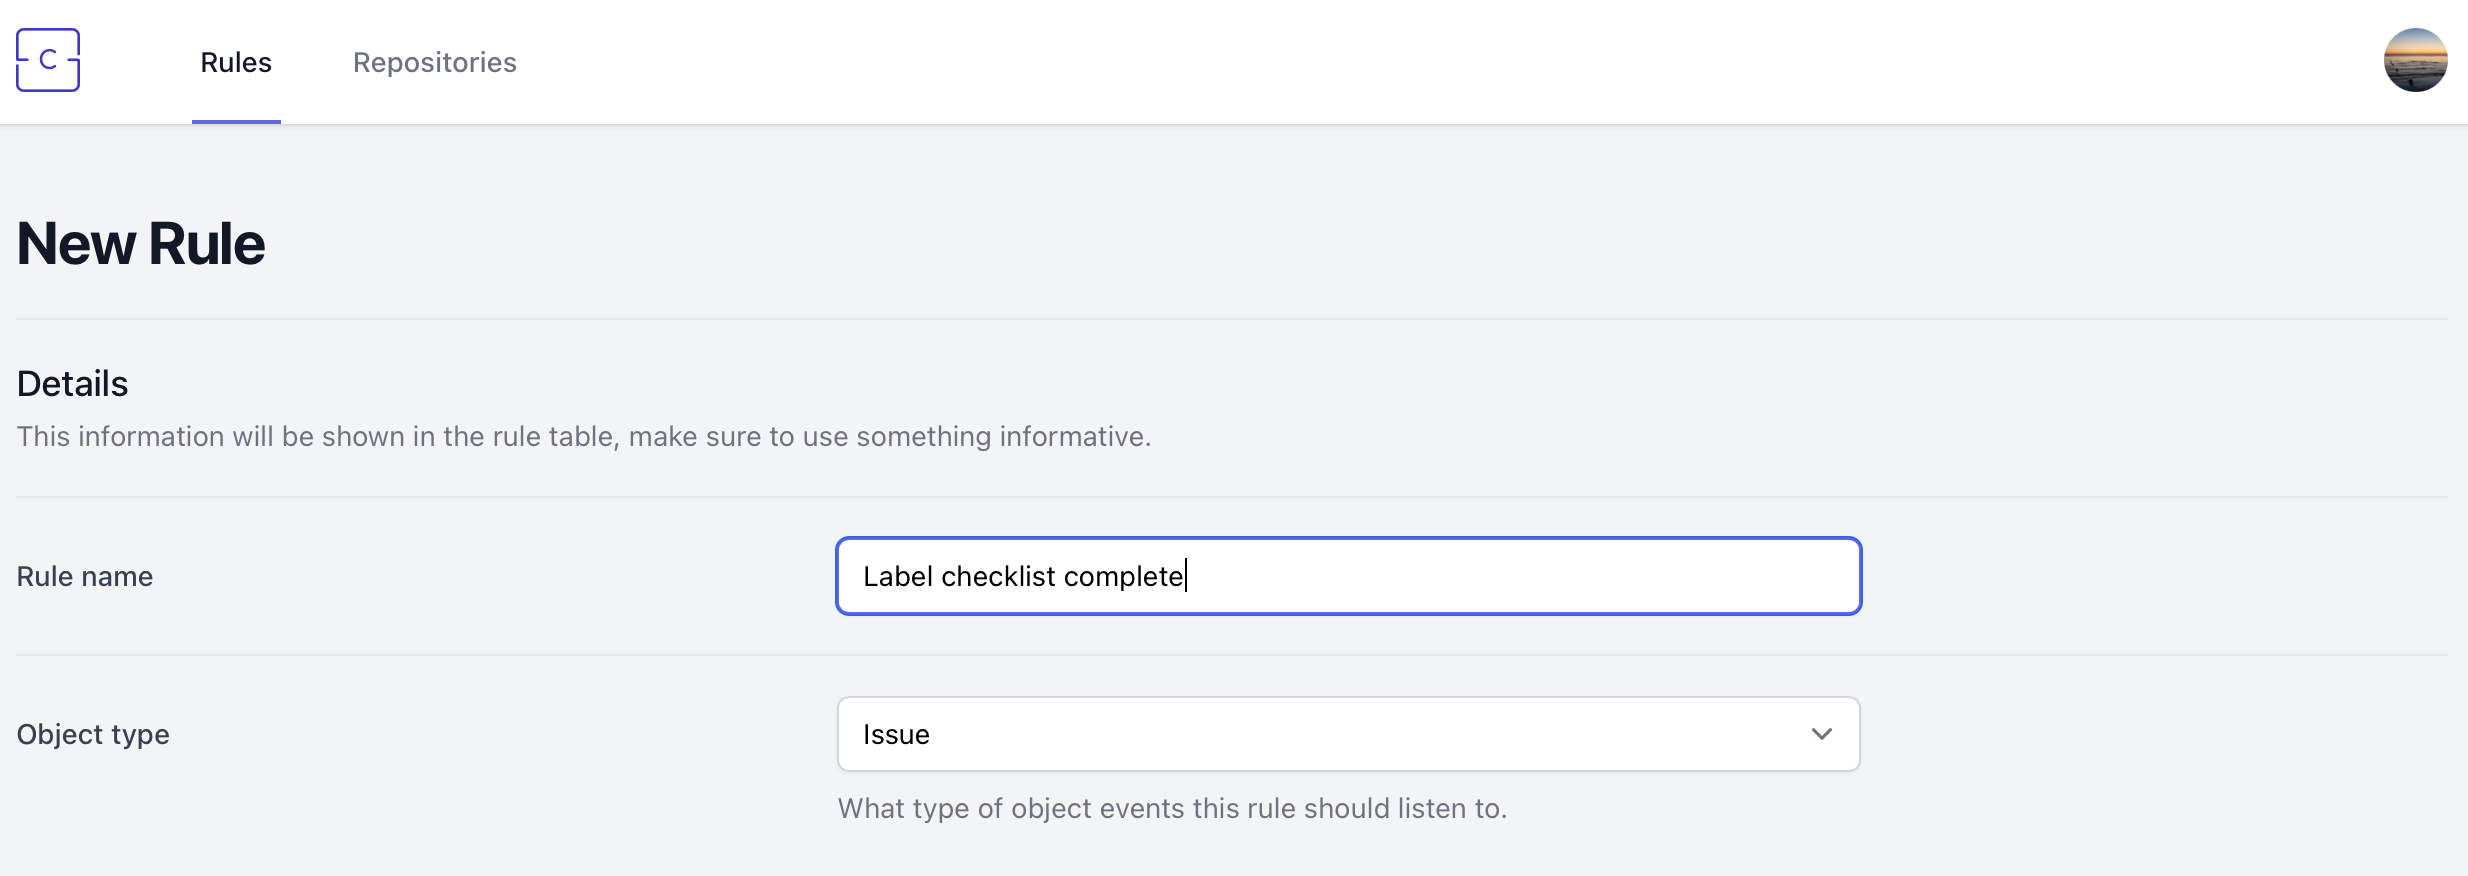 C
Rules
Repositories
New Rule
Details
This information will be shown in the rule table, make sure to use something informative.
Rule name
Label checklist complete
Object type
Issue
What type of object events this rule should listen to.